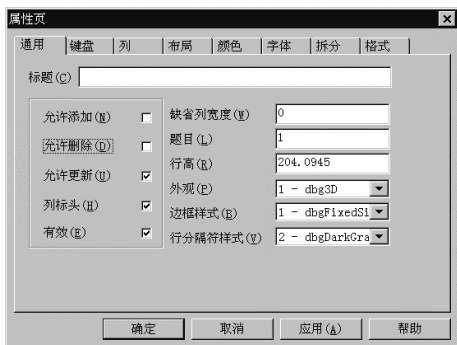 属性页
通用 键盘 列 布局 颜色 字体 拆分 格式
标题(C)
允许添加(N)
允许删除(D)
允许更新(U)
列标头(H)
有效(E)
缺省列宽度(W) 0
题目(L) 1
行高(R) 204.0945
外观(P) 1 - dbg3D
边框样式(B) 1 - dbgFixedSi
行分隔符样式(V) 2 - dbgDarkGra
确定 取消 应用(A) 帮助